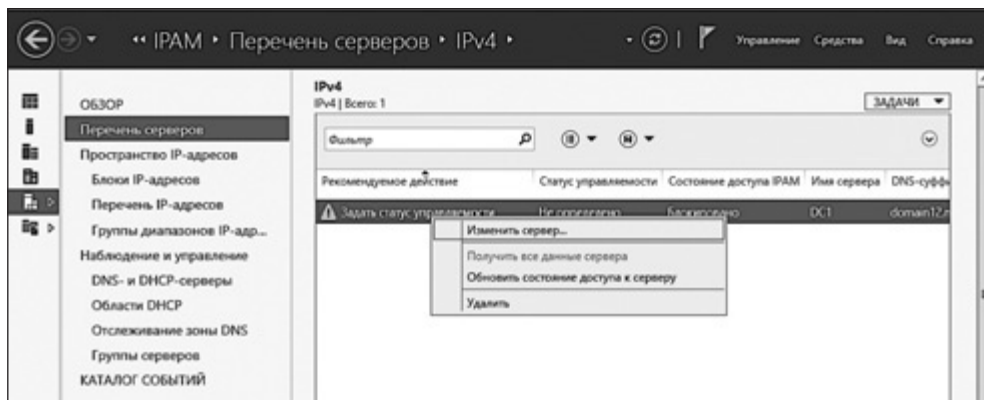 IPAM ‣ Перечень серверов ‣ IPv4 ‣
Управление Средства Вид Справка
IPv4
IPv4 | Всего: 1
ЗАДАЧИ
ОБЗОР
Перечень серверов
Пространство IP-адресов
Блоки IP-адресов
Перечень IP-адресов
Группы диапазонов IP-адр...
Наблюдение и управление
DNS- и DHCP-серверы
Области DHCP
Отслеживание зоны DNS
Группы серверов
КАТАЛОГ СОБЫТИЙ
Фильтр
Рекомендуемое действие Статус управляемости Состояние доступа IPAM Имя сервера DNS-суфф
Задать статус управляемости Не определено Блокировано DC1 domain12.r
Изменить сервер...
Получить все данные сервера
Обновить состояние доступа к серверу
Удалить